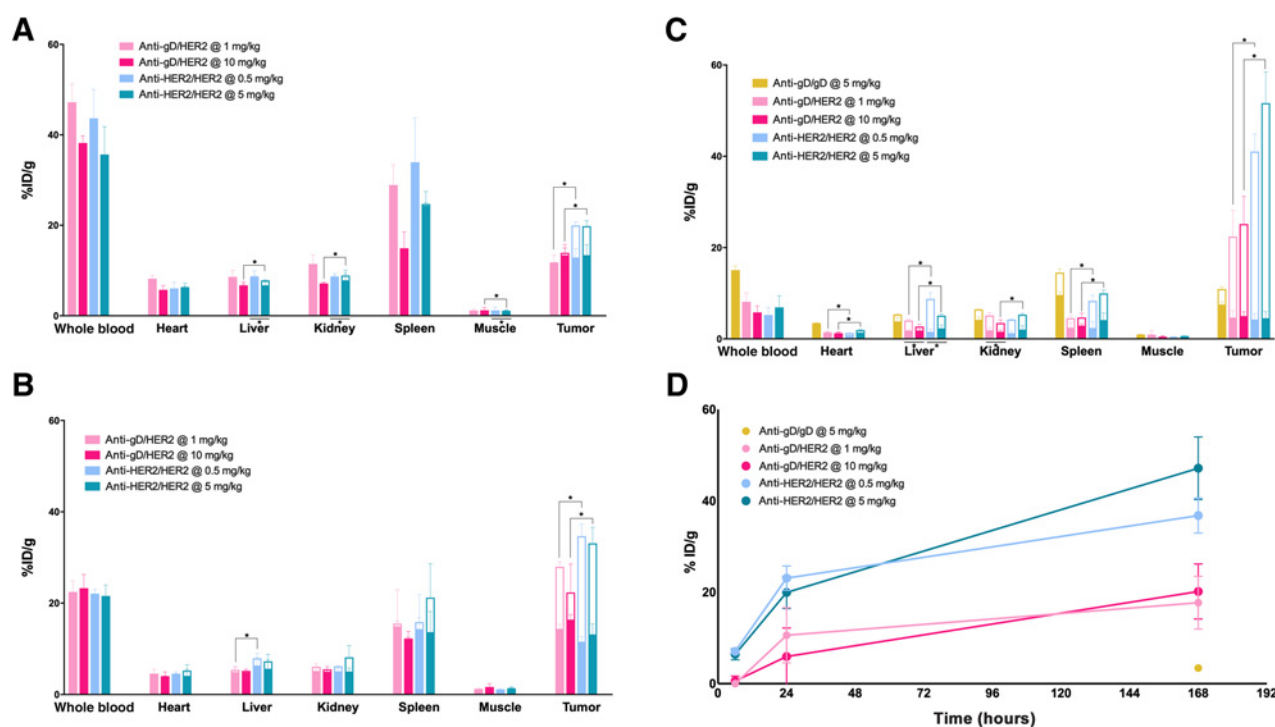 A
60
40
20
0
%ID/g
Anti-gD/HER2 @ 1 mg/kg
Anti-gD/HER2 @ 10 mg/kg
Anti-HER2/HER2 @ 0.5 mg/kg
Anti-HER2/HER2 @ 5 mg/kg
* * * * * * * *
Whole blood Heart Liver Kidney Spleen Muscle Tumor
B
60
40
20
0
%ID/g
Anti-gD/HER2 @ 1 mg/kg
Anti-gD/HER2 @ 10 mg/kg
Anti-HER2/HER2 @ 0.5 mg/kg
Anti-HER2/HER2 @ 5 mg/kg
* * *
Whole blood Heart Liver Kidney Spleen Muscle Tumor
C
60
40
20
0
%ID/g
Anti-gD/gD @ 5 mg/kg
Anti-gD/HER2 @ 1 mg/kg
Anti-gD/HER2 @ 10 mg/kg
Anti-HER2/HER2 @ 0.5 mg/kg
Anti-HER2/HER2 @ 5 mg/kg
* * * * * * * * * * * *
Whole blood Heart Liver Kidney Spleen Muscle Tumor
D
60
40
20
0
% ID/g
Anti-gD/gD @ 5 mg/kg
Anti-gD/HER2 @ 1 mg/kg
Anti-gD/HER2 @ 10 mg/kg
Anti-HER2/HER2 @ 0.5 mg/kg
Anti-HER2/HER2 @ 5 mg/kg
0 24 48 72 96 120 144 168 192
Time (hours)